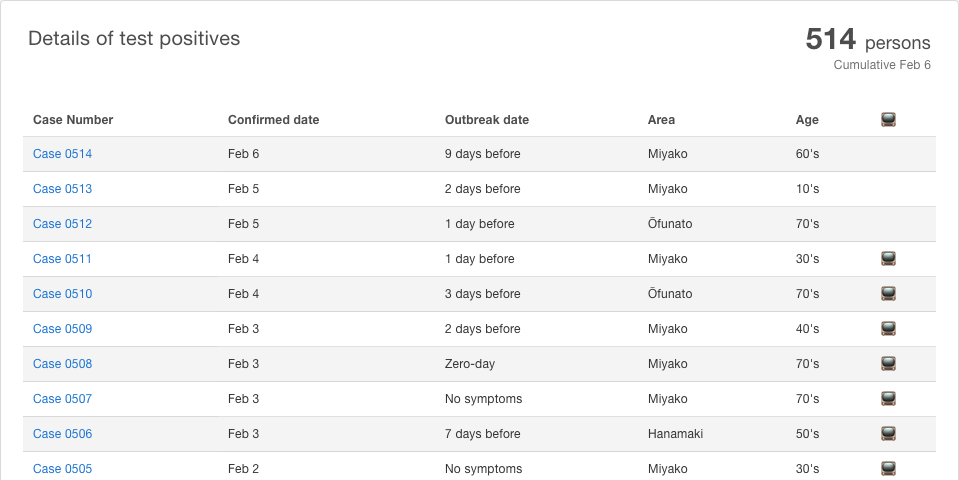 Details of test positives
514 persons
Cumulative Feb 6
Case Number Confirmed date Outbreak date Area Age
Case 0514 Feb 6 9 days before Miyako 60's
Case 0513 Feb 5 2 days before Miyako 10's
Case 0512 Feb 5 1 day before Ōfunato 70's
Case 0511 Feb 4 1 day before Miyako 30's
Case 0510 Feb 4 3 days before Ōfunato 70's
Case 0509 Feb 3 2 days before Miyako 40's
Case 0508 Feb 3 Zero-day Miyako 70's
Case 0507 Feb 3 No symptoms Miyako 70's
Case 0506 Feb 3 7 days before Hanamaki 50's
Case 0505 Feb 2 No symptoms Miyako 30's